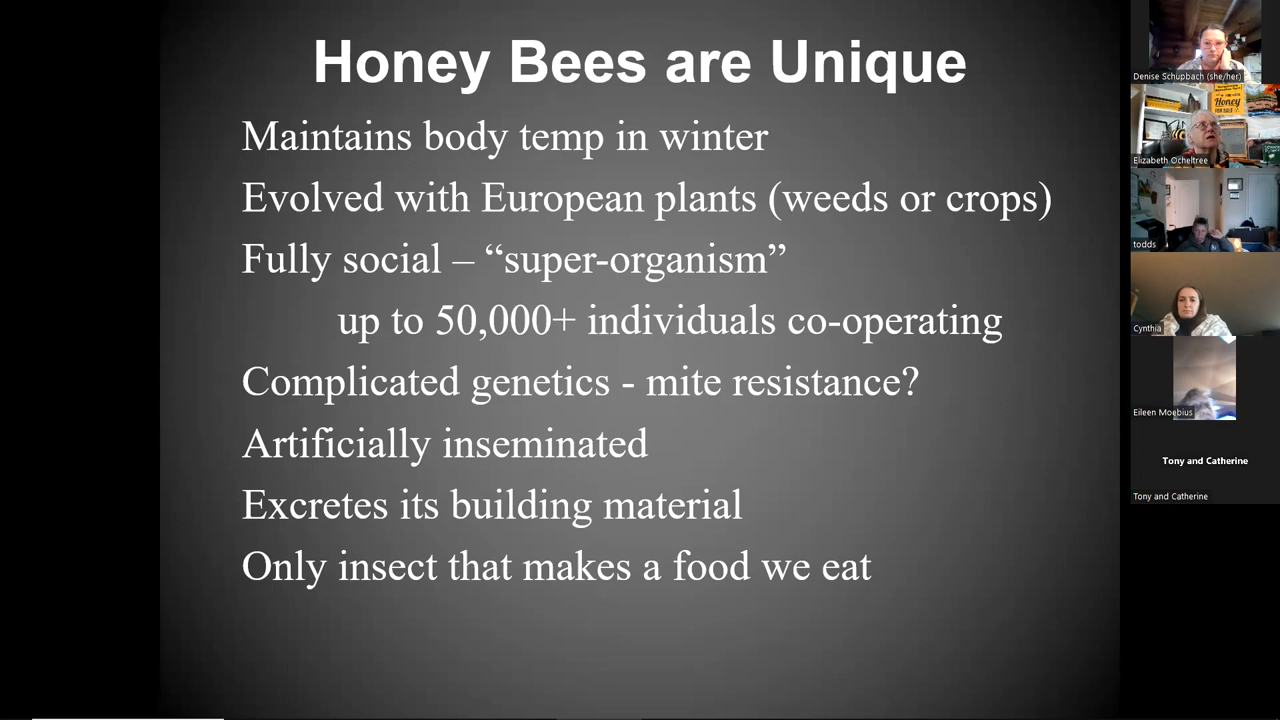 Honey Bees are Unique
Maintains body temp in winter
Evolved with European plants (weeds or crops)
Fully social – “super-organism”
up to 50,000+ individuals co-operating
Complicated genetics - mite resistance?
Artificially inseminated
Excretes its building material
Only insect that makes a food we eat
Denise Schupbach (she/her)
Honey
Elizabeth Ocheltree
todds
Cynthia
Eileen Moebius
Tony and Catherine
Tony and Catherine